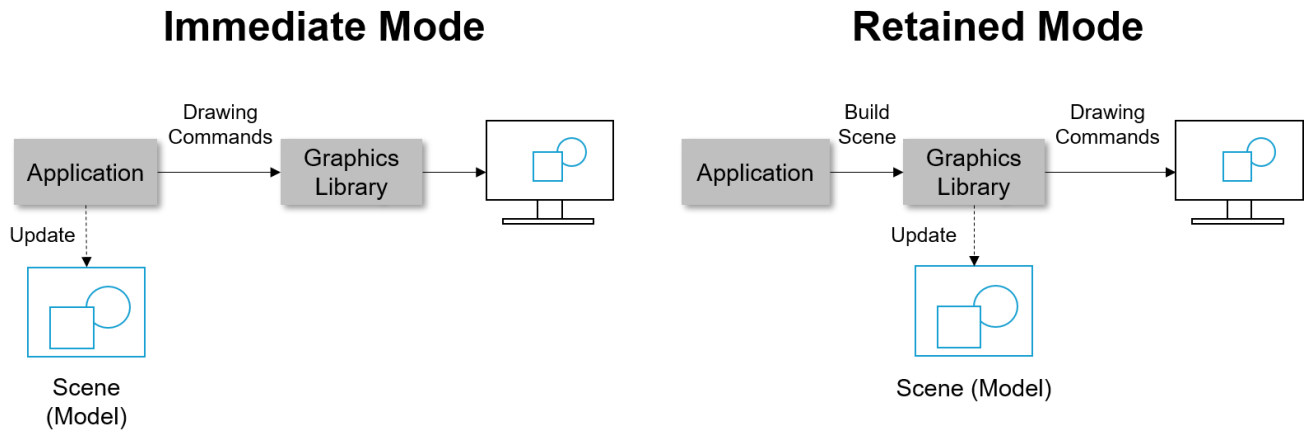 Immediate Mode
Drawing
Commands
Application
Graphics
Library
Update
Scene
(Model)
Retained Mode
Build
Scene
Drawing
Commands
Application
Graphics
Library
Update
Scene (Model)